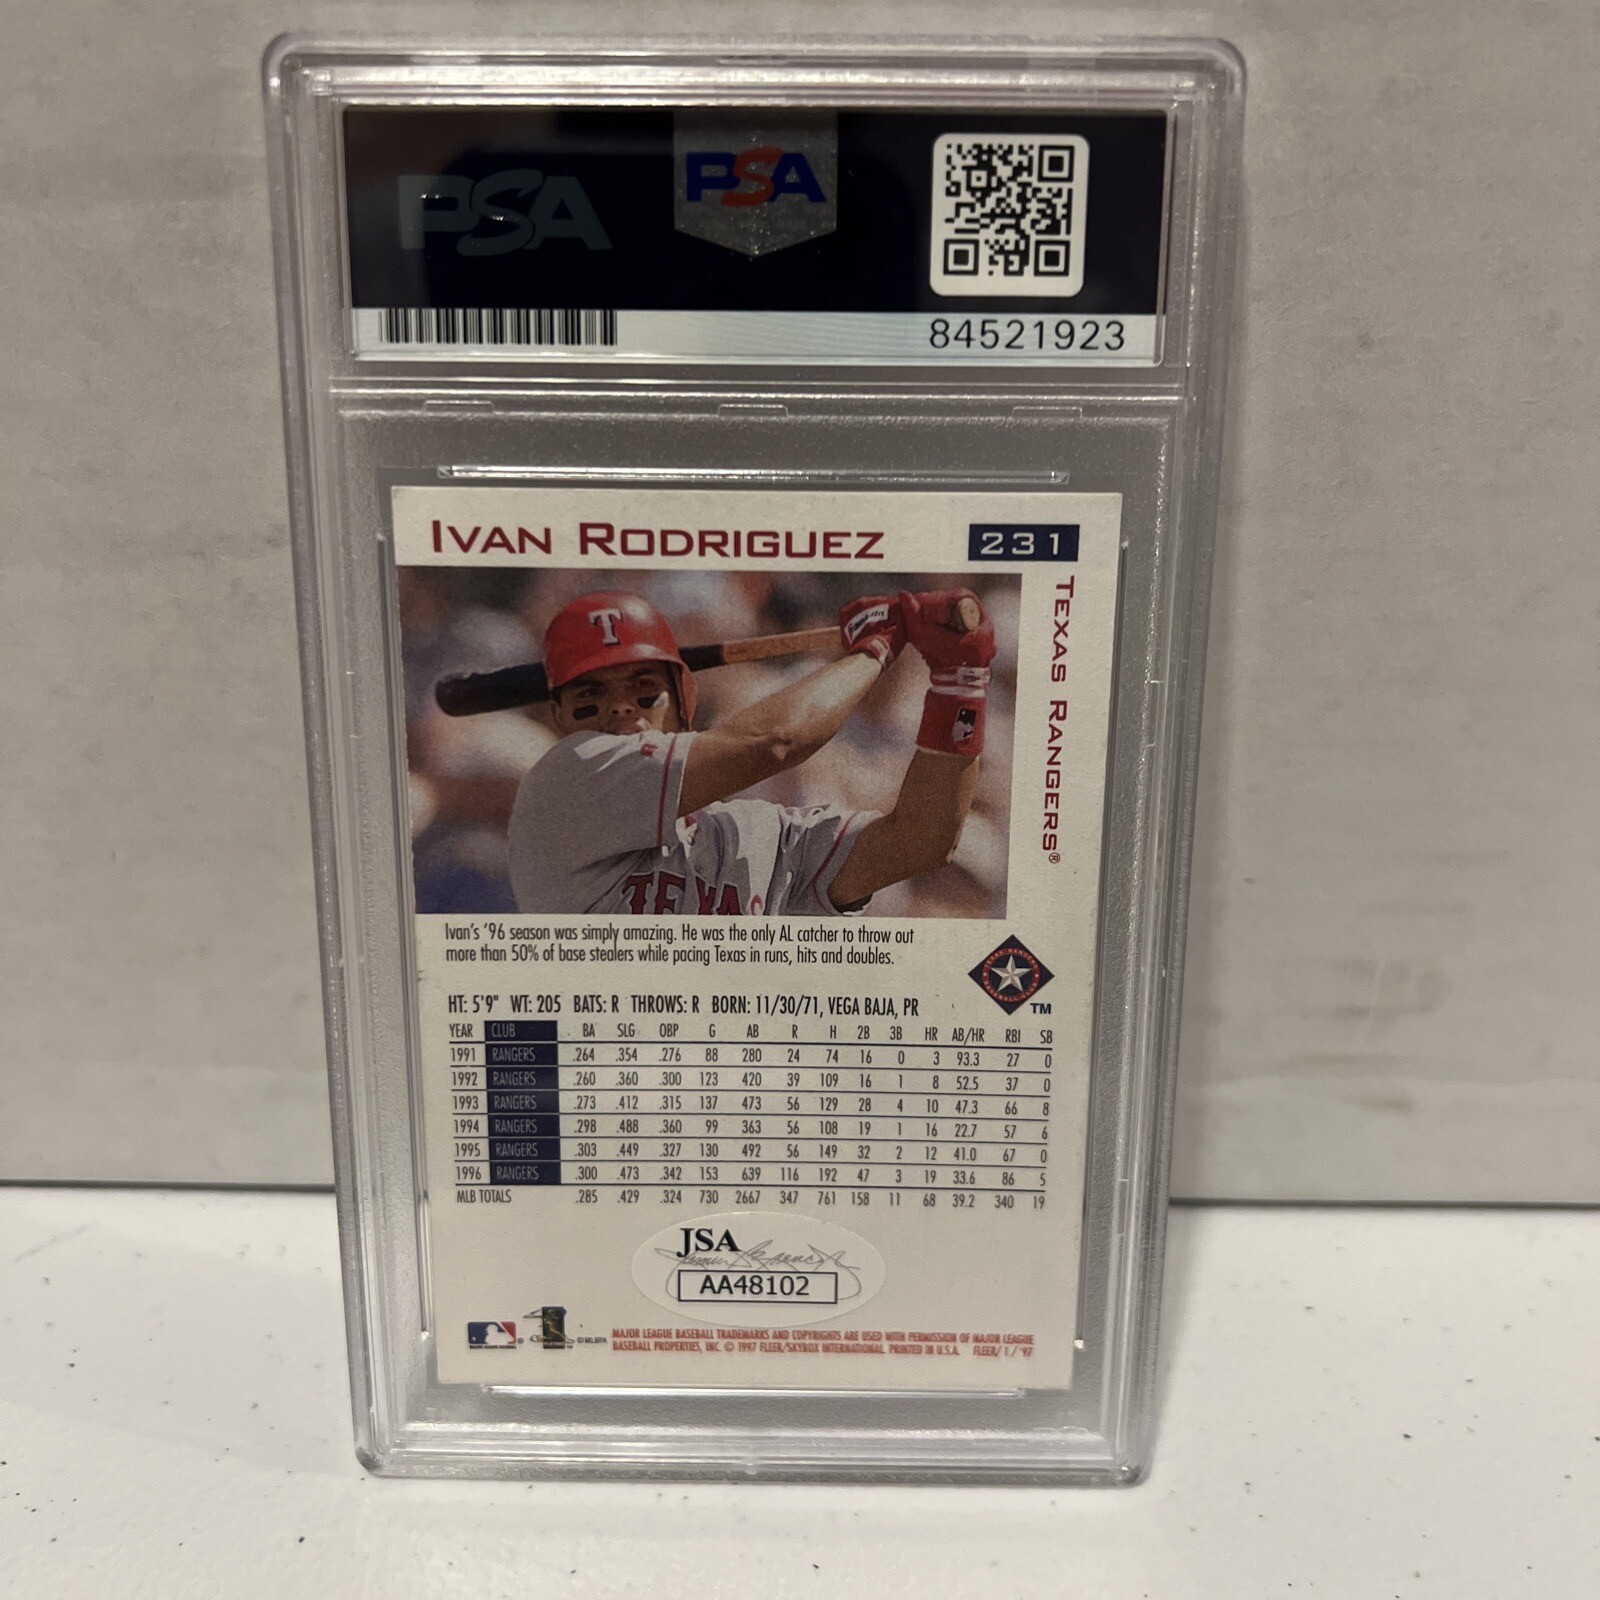 PSA PSA
84521923
IVAN RODRIGUEZ 231
TEXAS RANGERS®
T
TEXAS
Ivan's '96 season was simply amazing. He was the only AL catcher to throw out
more than 50% of base stealers while pacing Texas in runs, hits and doubles.
TM
HT: 5'9" WT: 205 BATS: R THROWS: R BORN: 11/30/71, VEGA BAJA, PR
YEAR CLUB BA SLG OBP G AB R H 2B 3B HR AB/HR RBI SB
1991 RANGERS .264 .354 .276 88 280 24 74 16 0 3 93.3 27 0
1992 RANGERS .260 .360 .300 123 420 39 109 16 1 8 52.5 37 0
1993 RANGERS .273 .412 .315 137 473 56 129 28 4 10 47.3 66 8
1994 RANGERS .298 .488 .360 99 363 56 108 19 1 16 22.7 57 6
1995 RANGERS .303 .449 .327 130 492 56 149 32 2 12 41.0 67 0
1996 RANGERS .300 .473 .342 153 639 116 192 47 3 19 33.6 86 5
MLB TOTALS .285 .429 .324 730 2667 347 761 158 11 68 39.2 340 19
JSA
AA48102
©MLBPA
MAJOR LEAGUE BASEBALL TRADEMARKS AND COPYRIGHTS ARE USED WITH PERMISSION OF MAJOR LEAGUE
BASEBALL PROPERTIES, INC. © 1997 FLEER/SKYBOX INTERNATIONAL. PRINTED IN U.S.A. FLEER/ 1 / '97